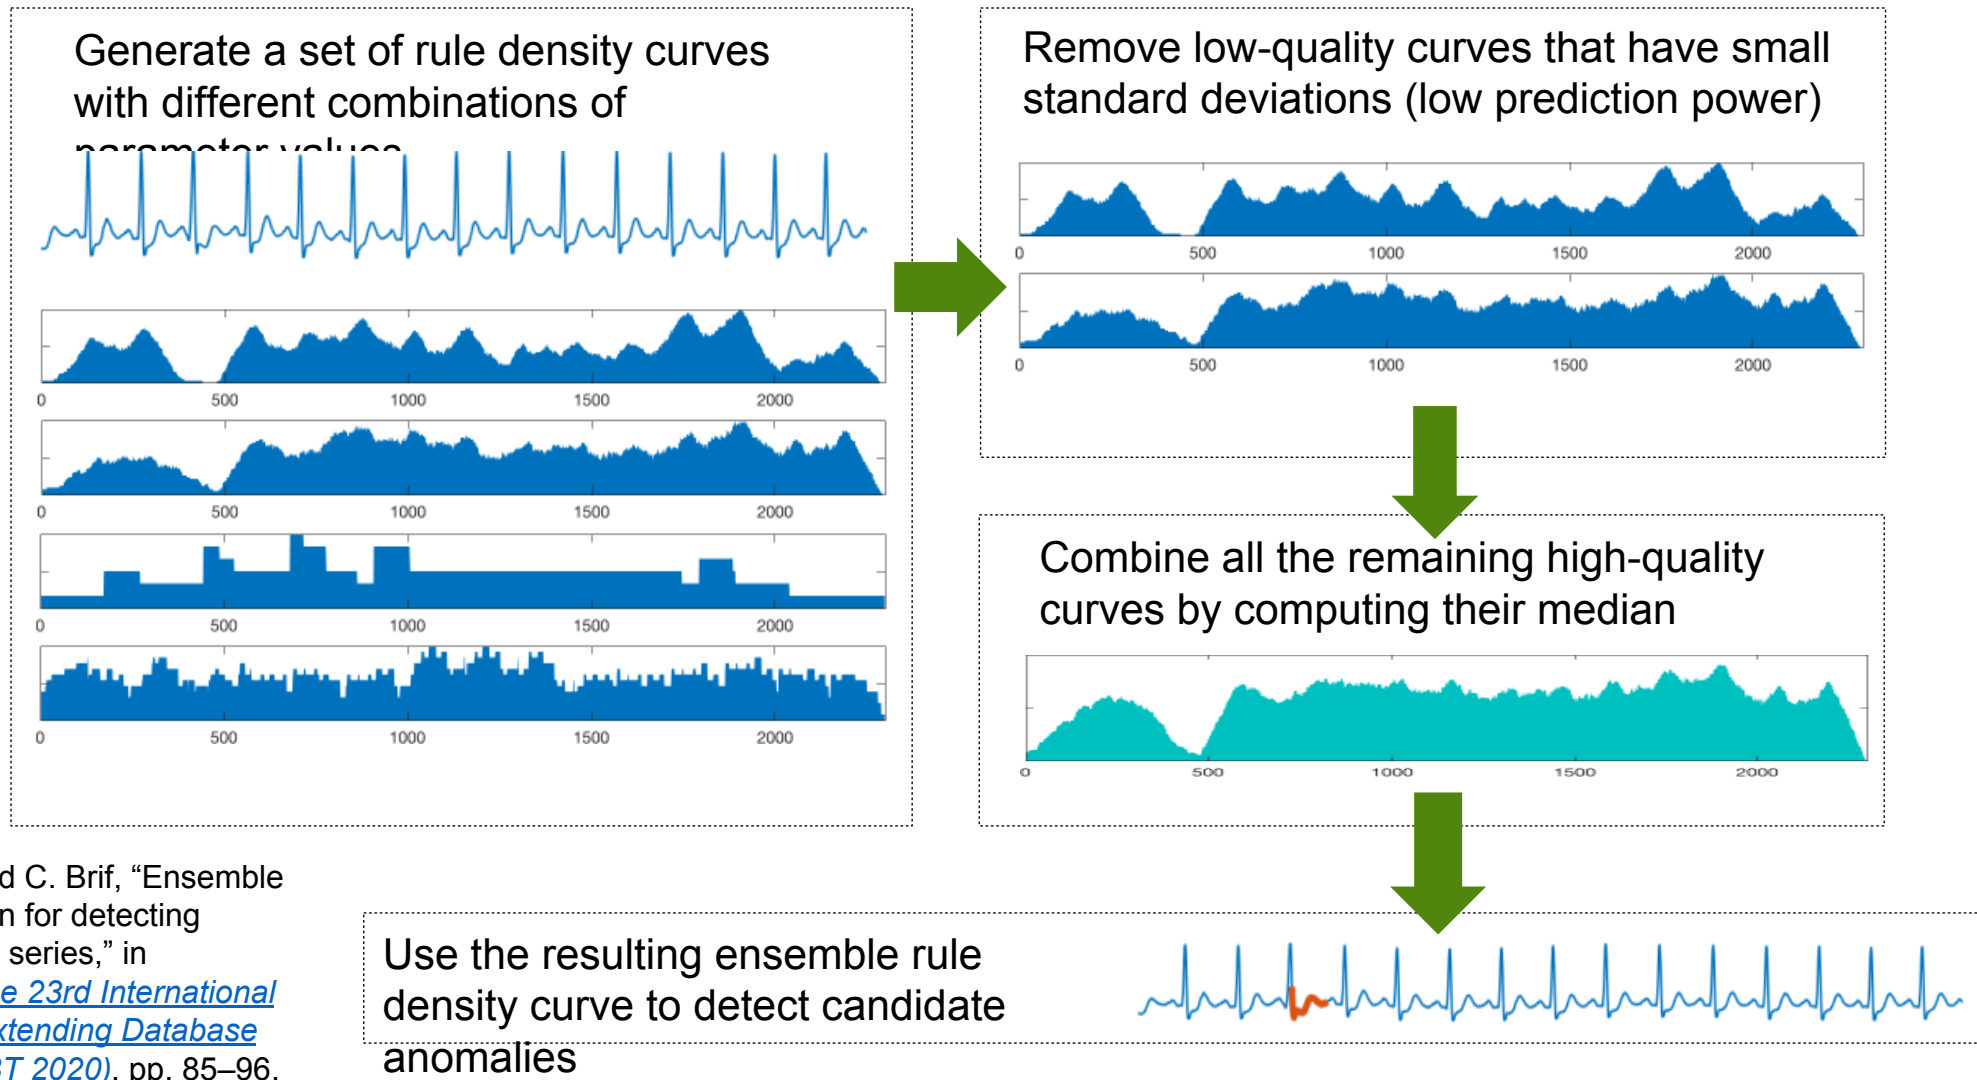 Generate a set of rule density curves
with different combinations of
parameter values
0 500 1000 1500 2000
0 500 1000 1500 2000
0 500 1000 1500 2000
0 500 1000 1500 2000
Remove low-quality curves that have small
standard deviations (low prediction power)
0 500 1000 1500 2000
0 500 1000 1500 2000
Combine all the remaining high-quality
curves by computing their median
0 500 1000 1500 2000
d C. Brif, “Ensemble
n for detecting
series,” in
e 23rd International
xtending Database
T 2020), pp. 85–96.
Use the resulting ensemble rule
density curve to detect candidate
anomalies